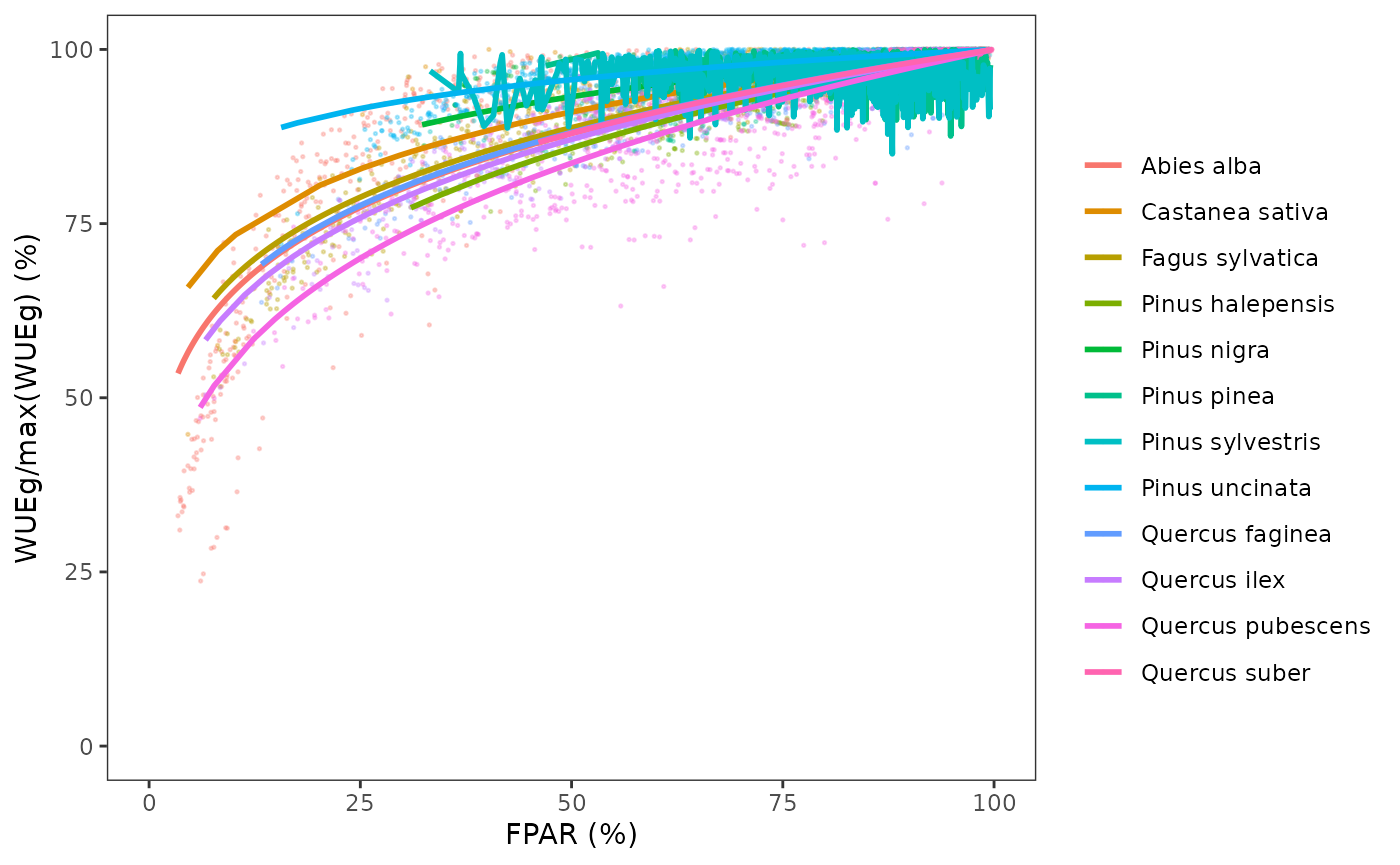 WUEg/max(WUEg) (%)
100
75
50
25
0
0
25
50
75
100
FPAR (%)
Abies alba
Castanea sativa
Fagus sylvatica
Pinus halepensis
Pinus nigra
Pinus pinea
Pinus sylvestris
Pinus uncinata
Quercus faginea
Quercus ilex
Quercus pubescens
Quercus suber